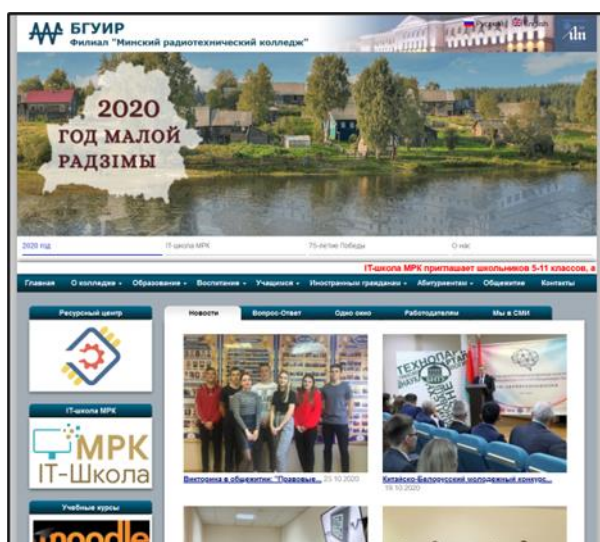 БГУИР
Филиал "Минский радиотехнический колледж"
Русский English
2020
ГОД МАЛОЙ
РАДЗІМЫ
2020 год IT-школа МРК 75-летие Победы О нас
IT-школа МРК приглашает школьников 5-11 классов, а
Главная О колледже Образование Воспитание Учащимся Иностранным гражданам Абитуриентам Общежитие Контакты
Ресурсный центр
Новости Вопрос-Ответ Одно окно Работодателям Мы в СМИ
IT-школа МРК
МРК
IT-Школа
Викторина в общежитии: "Правовые... 23.10.2020
Китайско-Белорусский молодежный конкурс...
19.10.2020
Учебные курсы
moodle